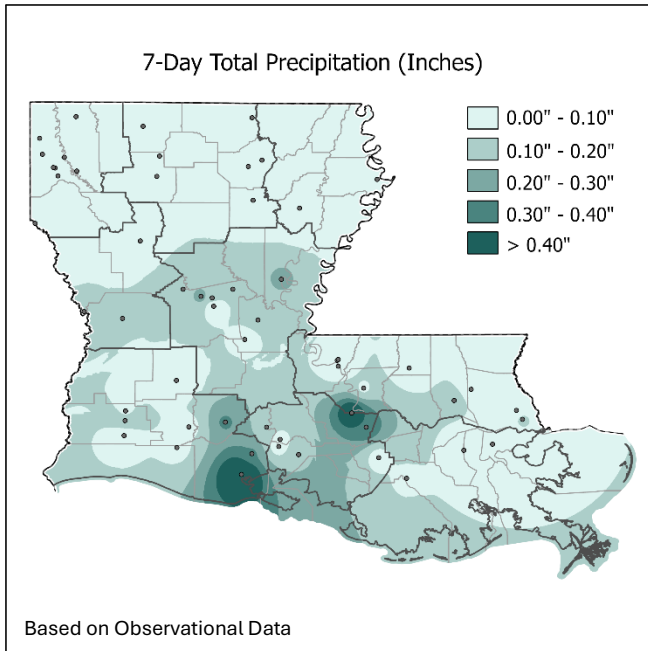 7-Day Total Precipitation (Inches)
0.00" - 0.10"
0.10" - 0.20"
0.20" - 0.30"
0.30" - 0.40"
> 0.40"
Based on Observational Data